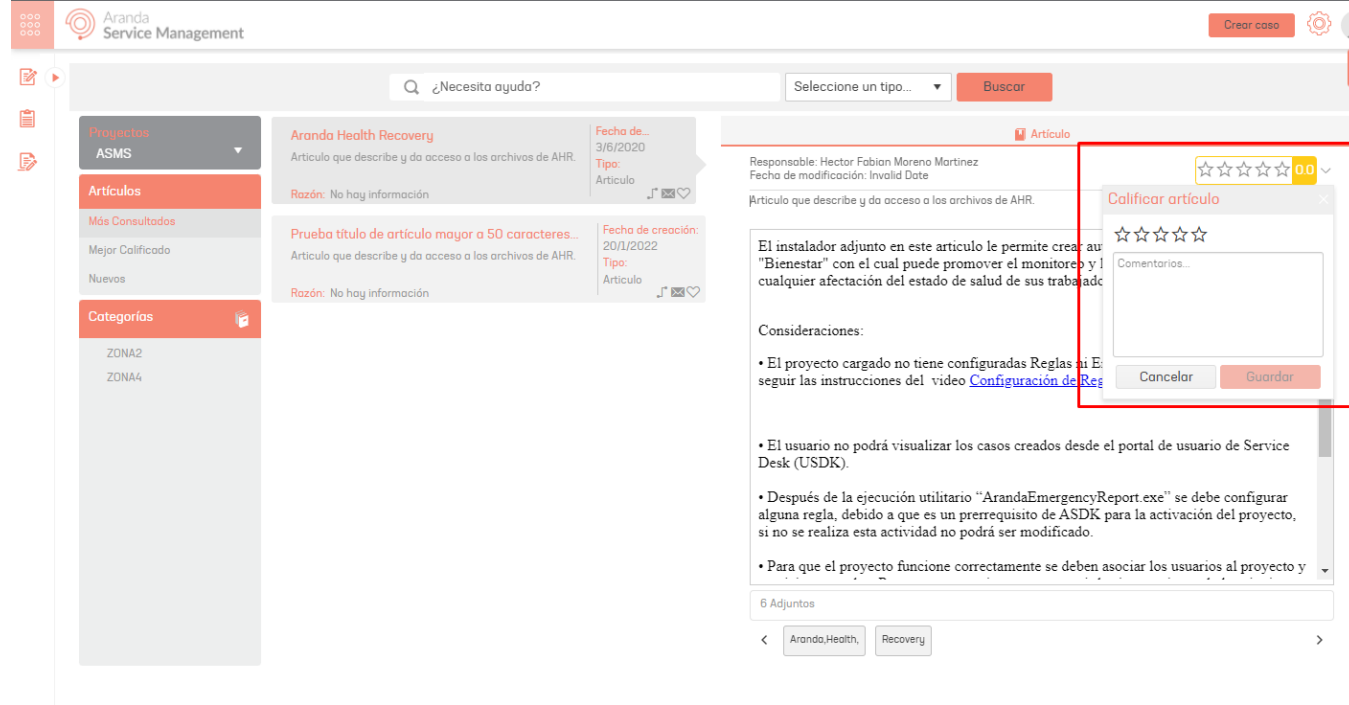 Aranda
Service Management
Crear caso
¿Necesita ayuda?
Seleccione un tipo...
Buscar
Proyectos
ASMS
Artículos
Más Consultados
Mejor Calificado
Nuevos
Categorías
ZONA2
ZONA4
Aranda Health Recovery
Articulo que describe y da acceso a los archivos de AHR.
Razón: No hay información
Fecha de...
3/6/2020
Tipo:
Articulo
Prueba título de artículo mayor a 50 caracteres...
Articulo que describe y da acceso a los archivos de AHR.
Razón: No hay información
Fecha de creación:
20/1/2022
Tipo:
Articulo
Artículo
Responsable: Hector Fabian Moreno Martinez
Fecha de modificación: Invalid Date
0.0
Articulo que describe y da acceso a los archivos de AHR.
Calificar artículo
Comentarios...
Cancelar
Guardar
El instalador adjunto en este articulo le permite crear
"Bienestar" con el cual puede promover el monitoreo y
cualquier afectación del estado de salud de sus
Consideraciones:
• El proyecto cargado no tiene configuradas Reglas ni
seguir las instrucciones del video Configuración de
• El usuario no podrá visualizar los casos creados desde el portal de usuario de Service
Desk (USDK).
• Después de la ejecución utilitario “ArandaEmergencyReport.exe” se debe configurar
alguna regla, debido a que es un prerrequisito de ASDK para la activación del proyecto,
si no se realiza esta actividad no podrá ser modificado.
• Para que el proyecto funcione correctamente se deben asociar los usuarios al proyecto y
6 Adjuntos
Aranda,Health,
Recovery